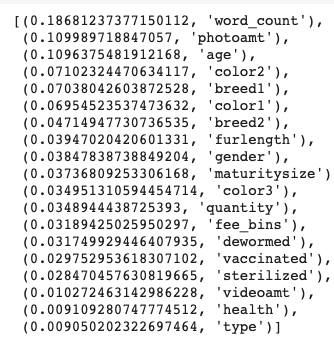 [(0.18681237377150112, 'word_count'),
(0.109989718847057, 'photoamt'),
(0.1096375481912168, 'age'),
(0.07102324470634117, 'color2'),
(0.07038042603872528, 'breed1'),
(0.06954523537473632, 'color1'),
(0.04714947730736535, 'breed2'),
(0.03947020420601331, 'furlength'),
(0.03847838738849204, 'gender'),
(0.03736809253306168, 'maturitysize')
(0.034951310594454714, 'color3'),
(0.0348944438725393, 'quantity'),
(0.03189425025950297, 'fee_bins'),
(0.031749929446407935, 'dewormed'),
(0.029752953618307102, 'vaccinated'),
(0.028470457630819665, 'sterilized'),
(0.010272463142986228, 'videoamt'),
(0.009109280747774512, 'health'),
(0.009050202322697464, 'type')]